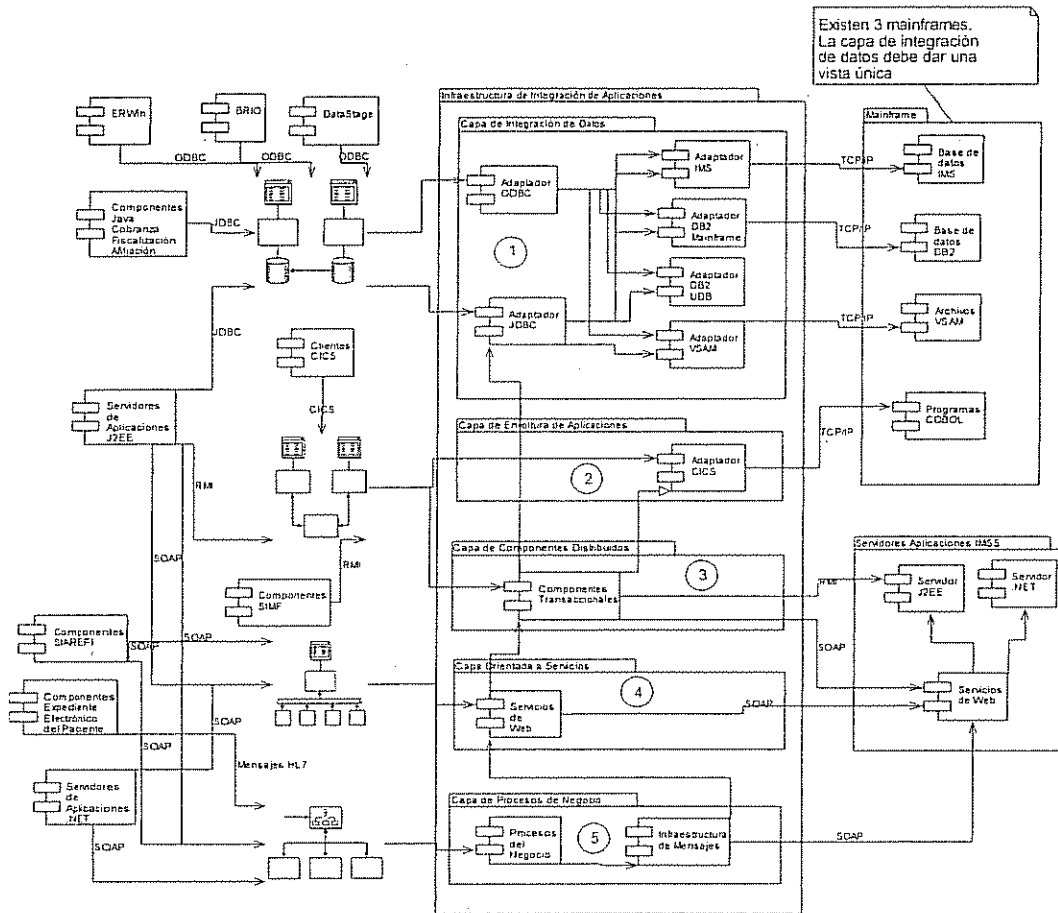 Existen 3 mainframes.
La capa de integración
de datos debe dar una
vista única
Infraestructura de Integración de Aplicaciones
ERWin
BRIO
DataStage
ODBC
ODBC
ODBC
Capa de Integración de Datos
Mainframe
Adaptador
ODBC
Adaptador
IMS
TCP/IP
Base de
datos
IMS
Componentes
Java
Cobranza
Fiscalización
Afiliación
JDBC
1
Adaptador
DB2
Mainframe
TCP/IP
Base de
datos
DB2
Adaptador
DB2
UDB
JDBC
Adaptador
JDBC
Adaptador
VSAM
TCP/IP
Archivos
VSAM
Clientes
CICS
CICS
Servidores
de
Aplicaciones
J2EE
Capa de Envoltura de Aplicaciones
TCP/IP
Programas
COBOL
2
Adaptador
CICS
RMI
SOAP
RMI
Capa de Componentes Distribuidos
3
Componentes
Transaccionales
RMI
Servidores Aplicaciones IMSS
Servidor
J2EE
Servidor
.NET
Componentes
SIMF
Componentes
SIAREFI
SOAP
SOAP
SOAP
Capa Orientada a Servicios
4
Servicios
de
Web
SOAP
Servicios
de Web
Componentes
Expediente
Electrónico
del Paciente
SOAP
SOAP
Mensajes HL7
Servidores
de
Aplicaciones
.NET
SOAP
Capa de Procesos de Negocio
Procesos
del
Negocio
5
Infraestructura
de Mensajes
SOAP